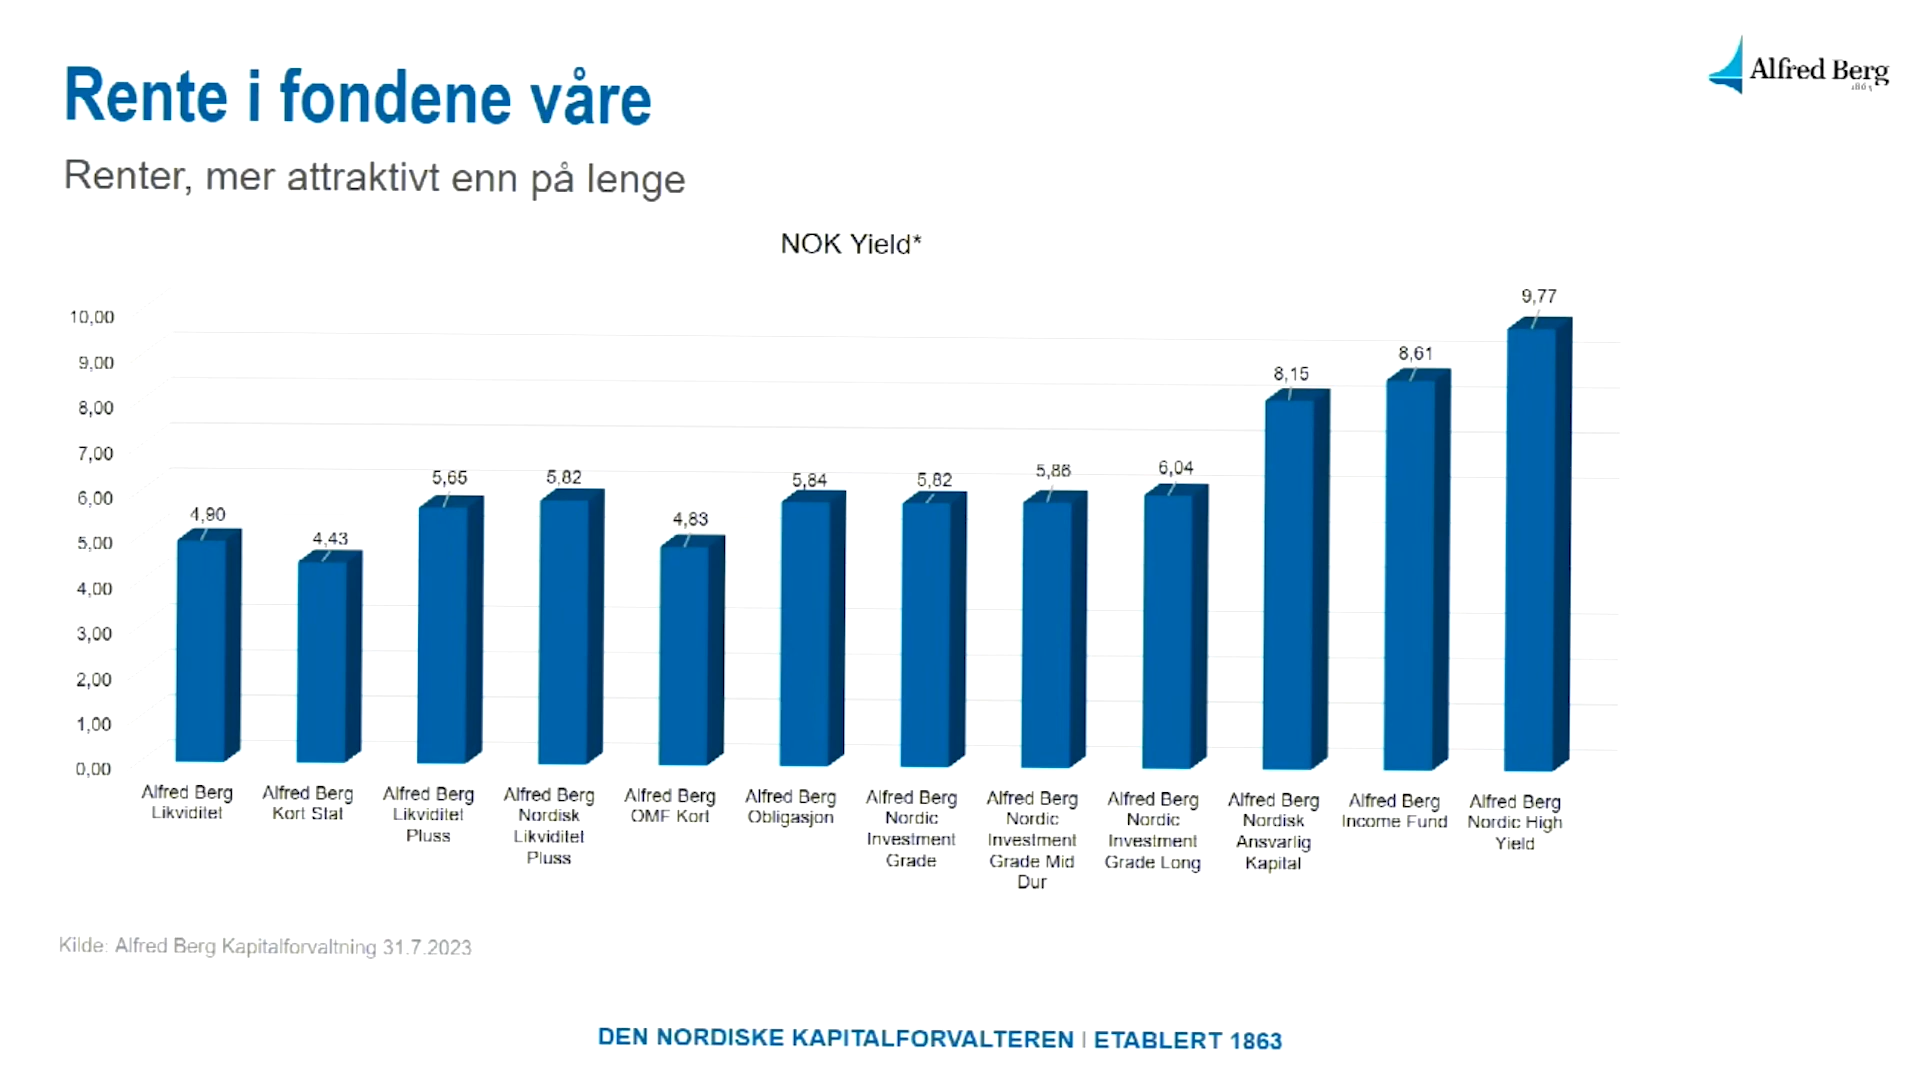 Alfred Berg
1863
Rente i fondene våre
Renter, mer attraktivt enn på lenge
NOK Yield*
10,00
9,00
8,00
7,00
6,00
5,00
4,00
3,00
2,00
1,00
0,00
4,90
4,43
5,65
5,82
4,83
5,84
5,82
5,86
6,04
8,15
8,61
9,77
Alfred Berg
Likviditet
Alfred Berg
Kort Stat
Alfred Berg
Likviditet
Pluss
Alfred Berg
Nordisk
Likviditet
Pluss
Alfred Berg
OMF Kort
Alfred Berg
Obligasjon
Alfred Berg
Nordic
Investment
Grade
Alfred Berg
Nordic
Investment
Grade Mid
Dur
Alfred Berg
Nordic
Investment
Grade Long
Alfred Berg
Nordisk
Ansvarlig
Kapital
Alfred Berg
Income Fund
Alfred Berg
Nordic High
Yield
Kilde: Alfred Berg Kapitalforvaltning 31.7.2023
DEN NORDISKE KAPITALFORVALTEREN | ETABLERT 1863